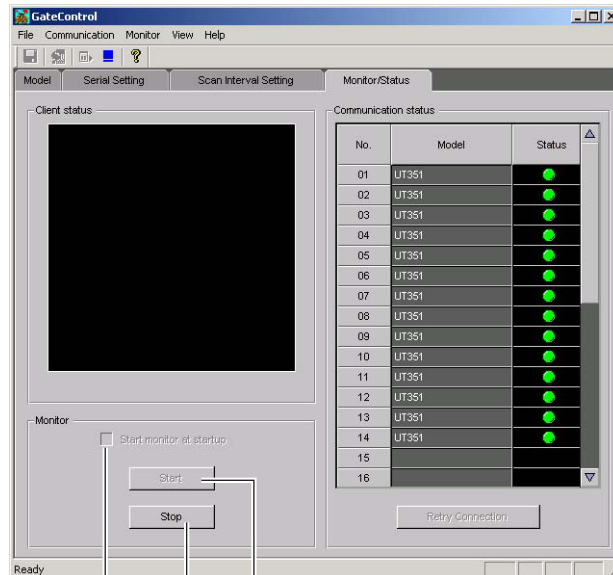 GateControl
File Communication Monitor View Help
Model Serial Setting Scan Interval Setting Monitor/Status
Client status
Communication status
No. Model Status
01 UT351
02 UT351
03 UT351
04 UT351
05 UT351
06 UT351
07 UT351
08 UT351
09 UT351
10 UT351
11 UT351
12 UT351
13 UT351
14 UT351
15
16
Monitor
Start monitor at startup
Start
Stop
Retry Connection
Ready